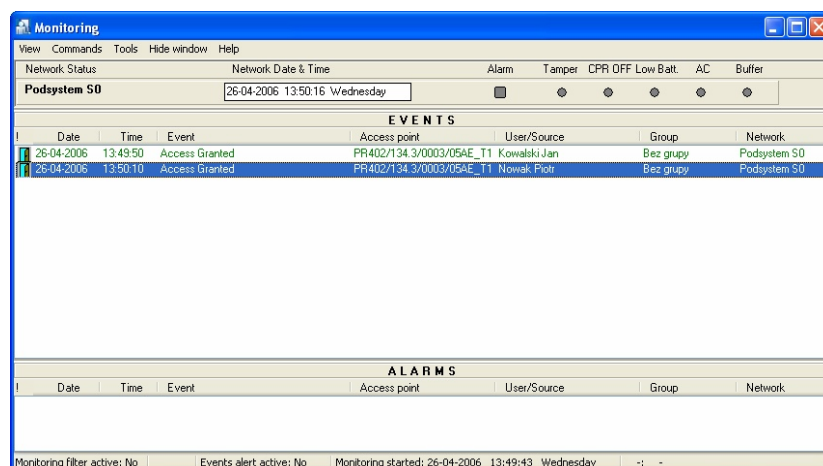 Monitoring
View Commands Tools Hide window Help
Network Status Network Date & Time Alarm Tamper CPR OFF Low Batt. AC Buffer
Podsystem S0 26-04-2006 13:50:16 Wednesday
EVENTS
! Date Time Event Access point User/Source Group Network
26-04-2006 13:49:50 Access Granted PR402/134.3/0003/05AE_T1 Kowalski Jan Bez grupy Podsystem S0
26-04-2006 13:50:10 Access Granted PR402/134.3/0003/05AE_T1 Nowak Piotr Bez grupy Podsystem S0
ALARMS
! Date Time Event Access point User/Source Group Network
Monitoring filter active: No Events alert active: No Monitoring started: 26-04-2006 13:49:43 Wednesday -: -